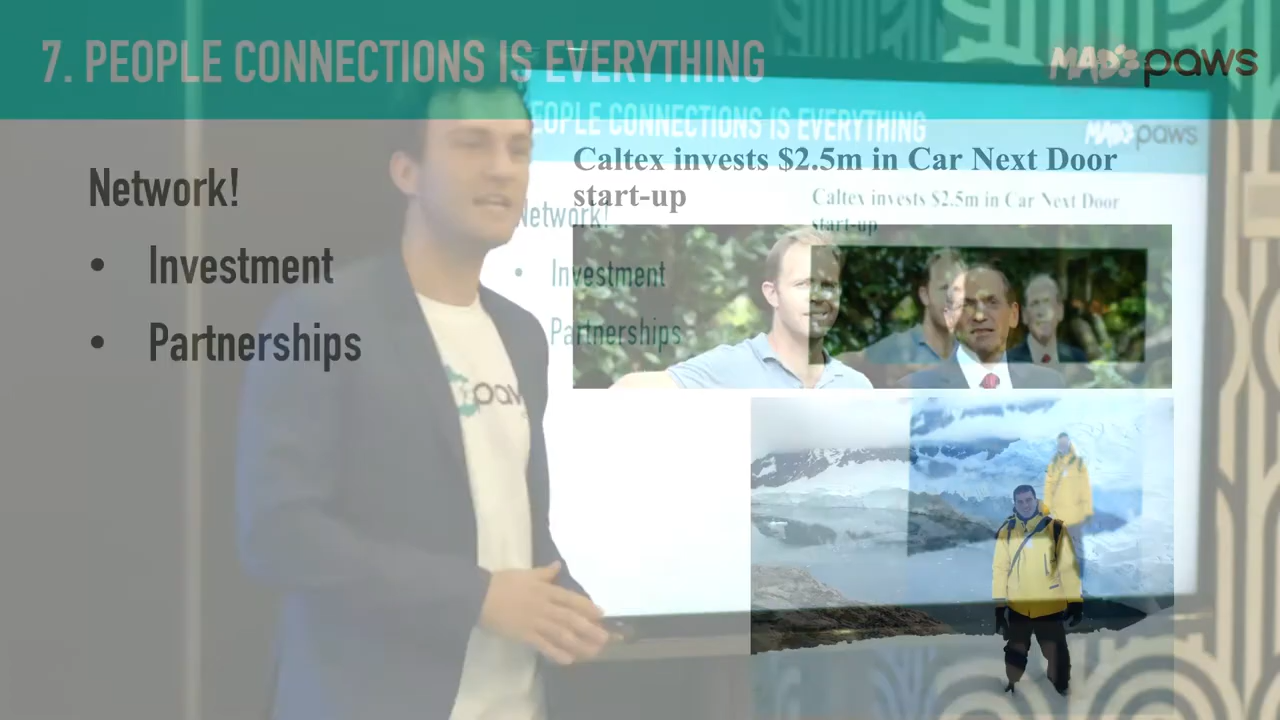 7. PEOPLE CONNECTIONS IS EVERYTHING
MAD paws
Network!
• Investment
• Partnerships
Caltex invests $2.5m in Car Next Door
start-up
EOPLE CONNECTIONS IS EVERYTHING
MAD paws
Network!
• Investment
Partnerships
Caltex invests $2.5m in Car Next Door
start-up
paw